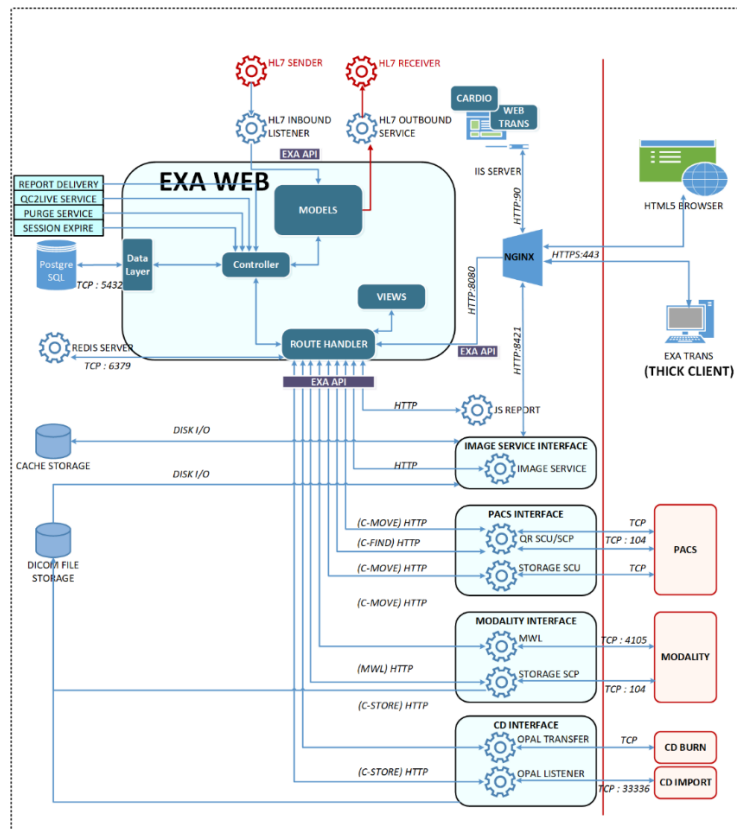 HL7 SENDER
HL7 RECEIVER
CARDIO
WEB
TRANS
HL7 INBOUND
LISTENER
HL7 OUTBOUND
SERVICE
EXA API
IIS SERVER
EXA WEB
REPORT DELIVERY
QC2LIVE SERVICE
PURGE SERVICE
SESSION EXPIRE
MODELS
HTTP:90
HTML5 BROWSER
Postgre
SQL
Data
Layer
Controller
TCP : 5432
NGINX
HTTPS:443
HTTP:8080
VIEWS
ROUTE HANDLER
REDIS SERVER
TCP : 6379
EXA API
EXA API
HTTP:8421
EXA TRANS
(THICK CLIENT)
HTTP
JS REPORT
DISK I/O
CACHE STORAGE
IMAGE SERVICE INTERFACE
HTTP
IMAGE SERVICE
DISK I/O
PACS INTERFACE
(C-MOVE) HTTP
TCP
QR SCU/SCP
TCP : 104
(C-FIND) HTTP
PACS
DICOM FILE
STORAGE
(C-MOVE) HTTP
STORAGE SCU
TCP
(C-MOVE) HTTP
MODALITY INTERFACE
MWL
TCP : 4105
MODALITY
(MWL) HTTP
STORAGE SCP
TCP : 104
(C-STORE) HTTP
CD INTERFACE
OPAL TRANSFER
TCP
CD BURN
(C-STORE) HTTP
OPAL LISTENER
CD IMPORT
TCP : 33336